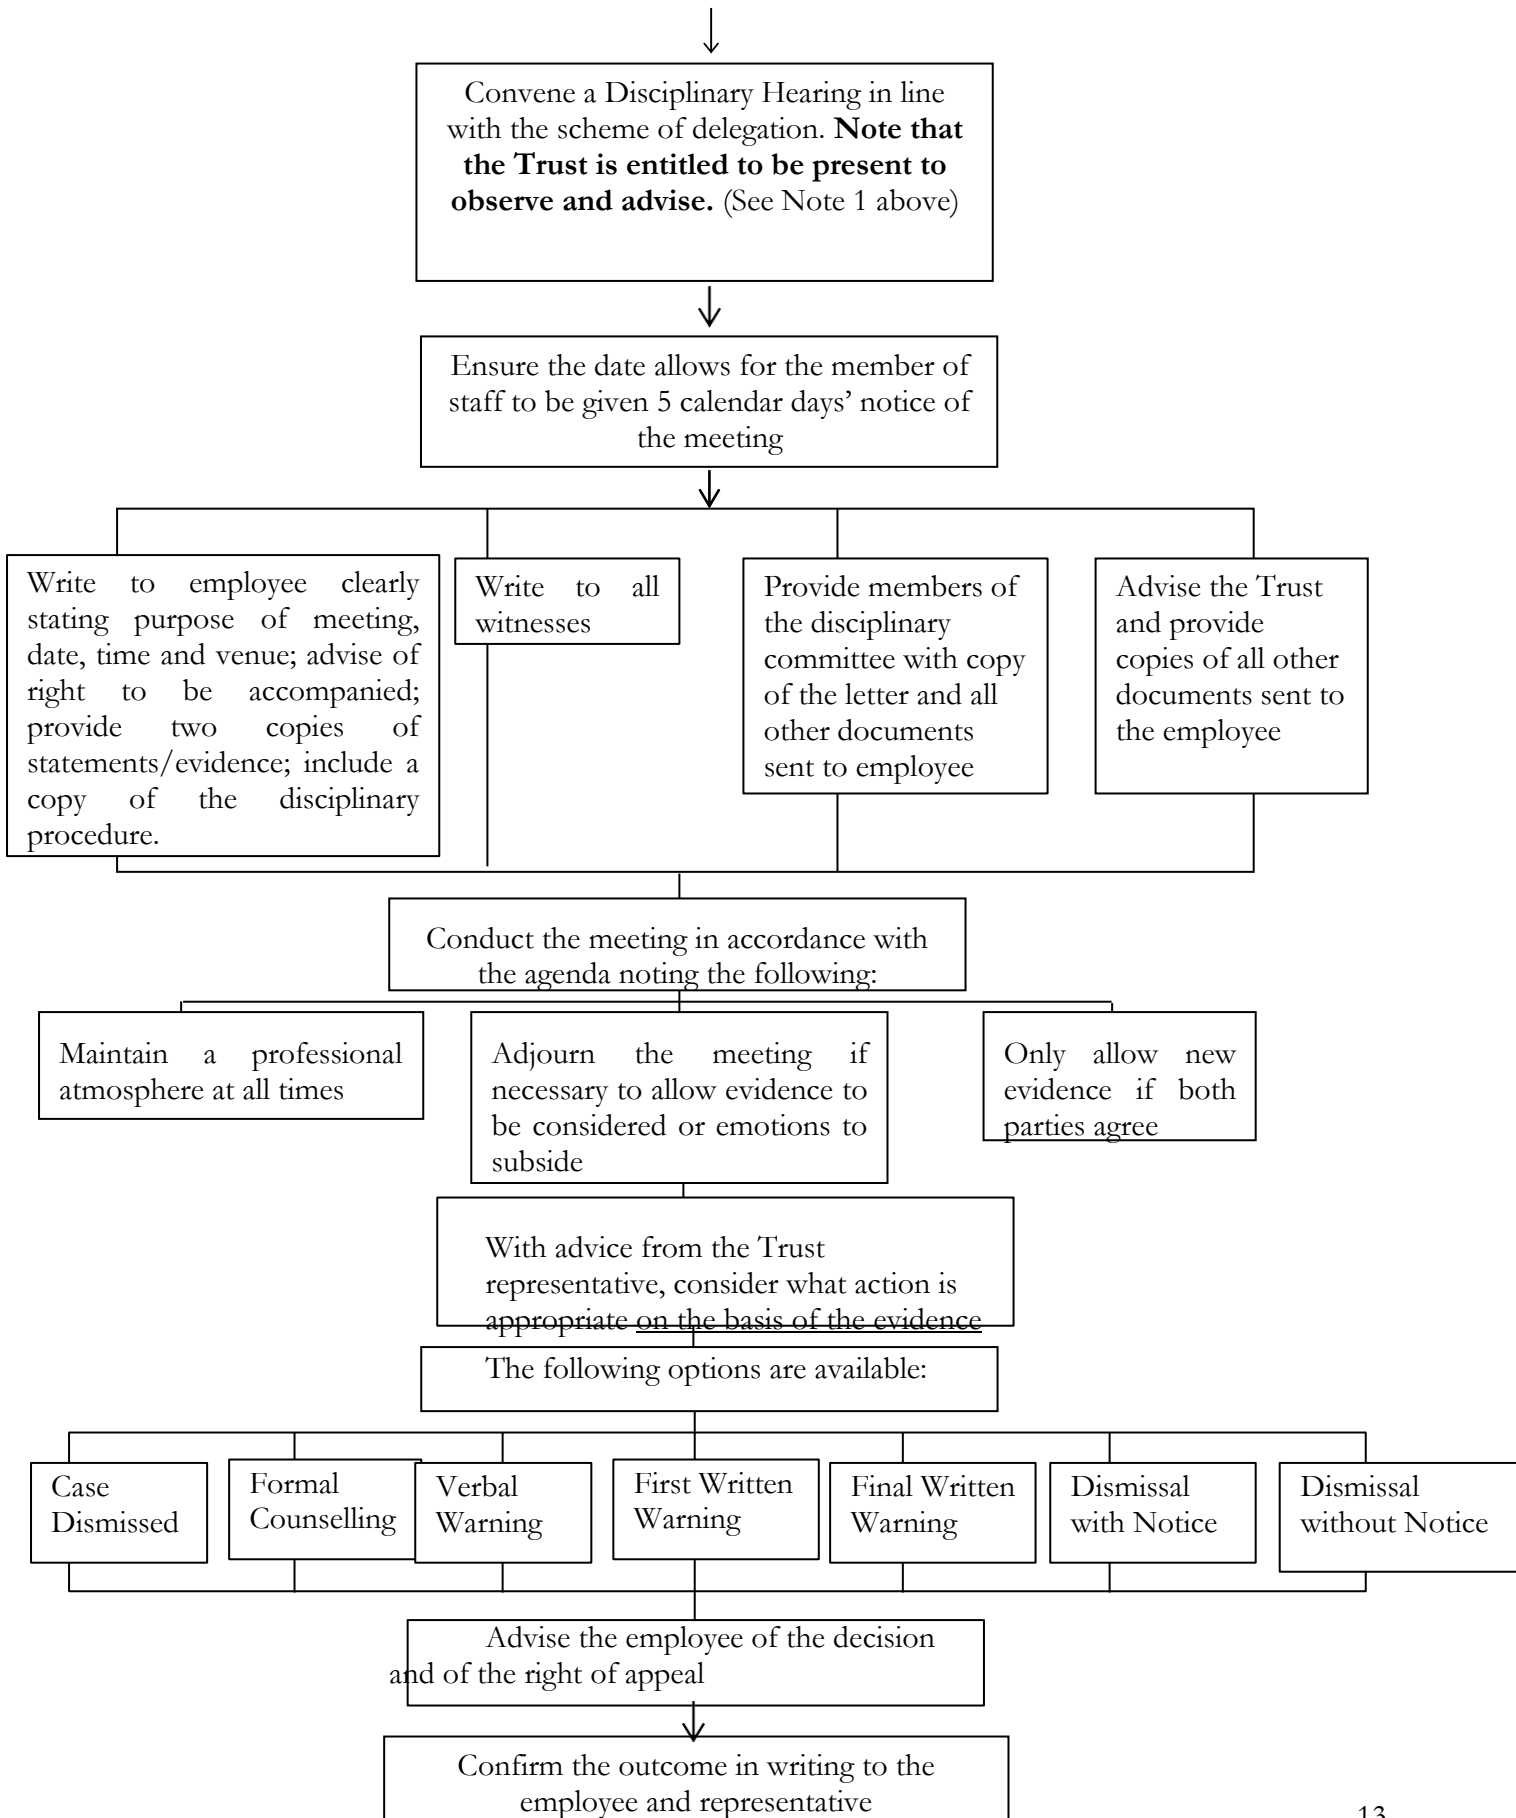 Convene a Disciplinary Hearing in line
with the scheme of delegation. Note that
the Trust is entitled to be present to
observe and advise. (See Note 1 above)
Ensure the date allows for the member of
staff to be given 5 calendar days’ notice of
the meeting
Write to employee clearly
stating purpose of meeting,
date, time and venue; advise of
right to be accompanied;
provide two copies of
statements/evidence; include a
copy of the disciplinary
procedure.
Write to all
witnesses
Provide members of
the disciplinary
committee with copy
of the letter and all
other documents
sent to employee
Advise the Trust
and provide
copies of all other
documents sent to
the employee
Conduct the meeting in accordance with
the agenda noting the following:
Maintain a professional
atmosphere at all times
Adjourn the meeting if
necessary to allow evidence to
be considered or emotions to
subside
Only allow new
evidence if both
parties agree
With advice from the Trust
representative, consider what action is
appropriate on the basis of the evidence
The following options are available:
Case
Dismissed
Formal
Counselling
Verbal
Warning
First Written
Warning
Final Written
Warning
Dismissal
with Notice
Dismissal
without Notice
Advise the employee of the decision
and of the right of appeal
Confirm the outcome in writing to the
employee and representative
13